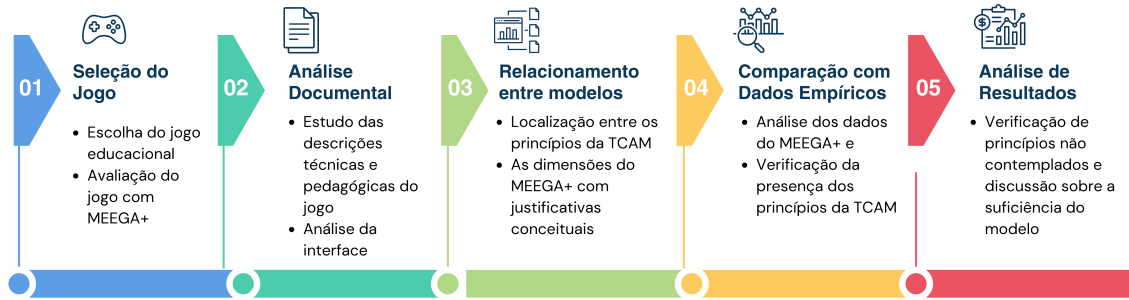 01
Seleção do
Jogo
• Escolha do jogo
educacional
• Avaliação do
jogo com
MEEGA+
02
Análise
Documental
• Estudo das
descrições
técnicas e
pedagógicas do
jogo
• Análise da
interface
03
Relacionamento
entre modelos
• Localização entre os
princípios da TCAM
• As dimensões do
MEEGA+ com
justificativas
conceituais
04
Comparação com
Dados Empíricos
• Análise dos dados
do MEEGA+ e
• Verificação da
presença dos
princípios da TCAM
05
Análise de
Resultados
• Verificação de
princípios não
contemplados e
discussão sobre a
suficiência do
modelo